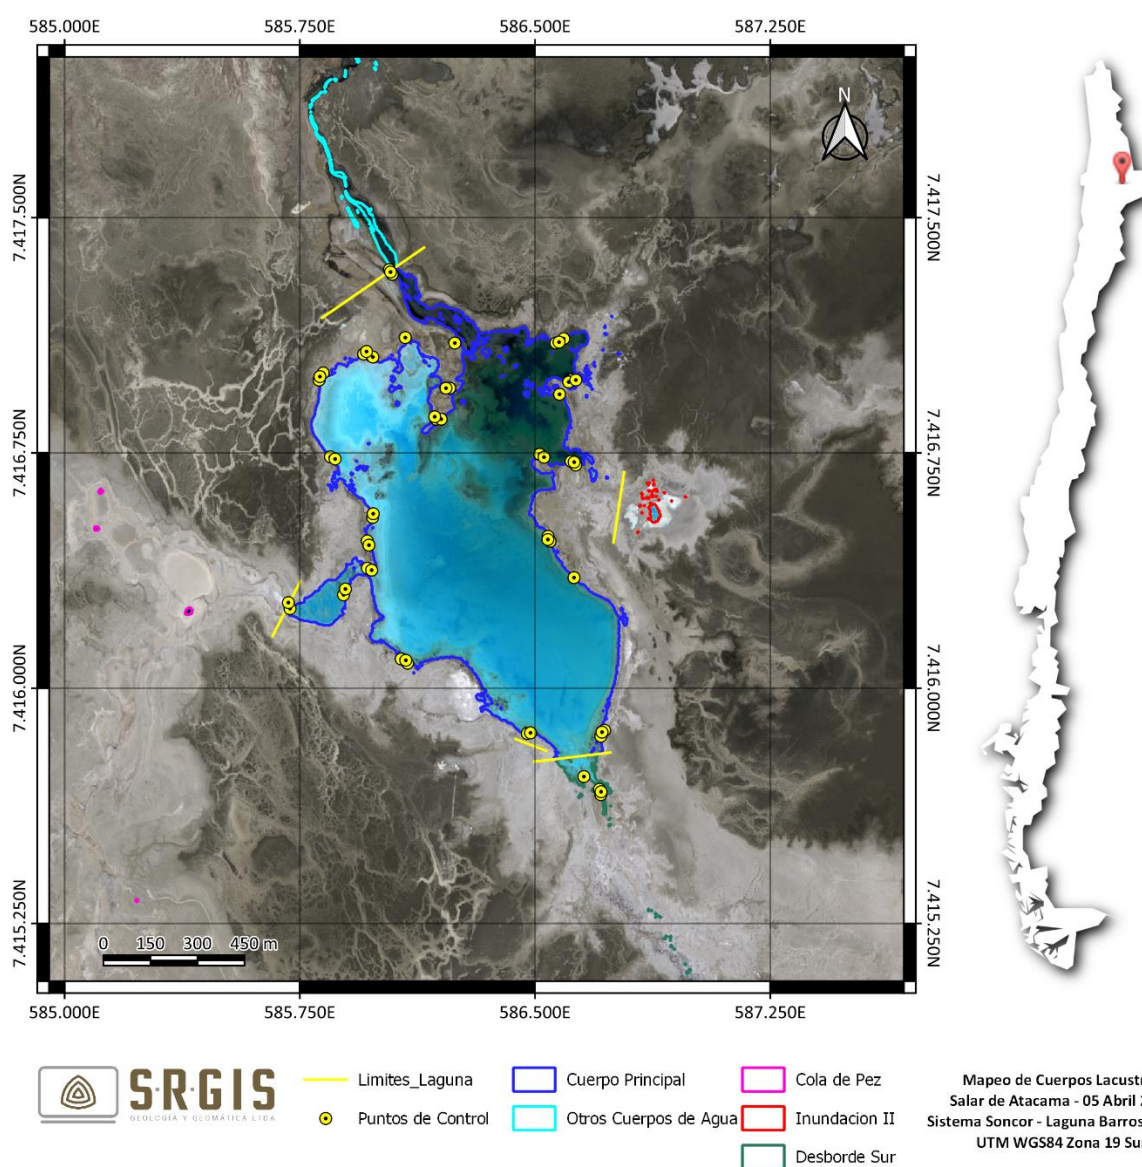 585.000E 585.750E 586.500E 587.250E
N
7.417.500N 7.417.500N
7.416.750N 7.416.750N
7.416.000N 7.416.000N
7.415.250N 7.415.250N
0 150 300 450 m
585.000E 585.750E 586.500E 587.250E
S·R·GIS
GEOLOGÍA Y GEOMÁTICA LTDA
Limites_Laguna
Puntos de Control
Cuerpo Principal
Otros Cuerpos de Agua
Cola de Pez
Inundacion II
Desborde Sur
Mapeo de Cuerpos Lacust
Salar de Atacama - 05 Abril
Sistema Soncor - Laguna Barros
UTM WGS84 Zona 19 Su